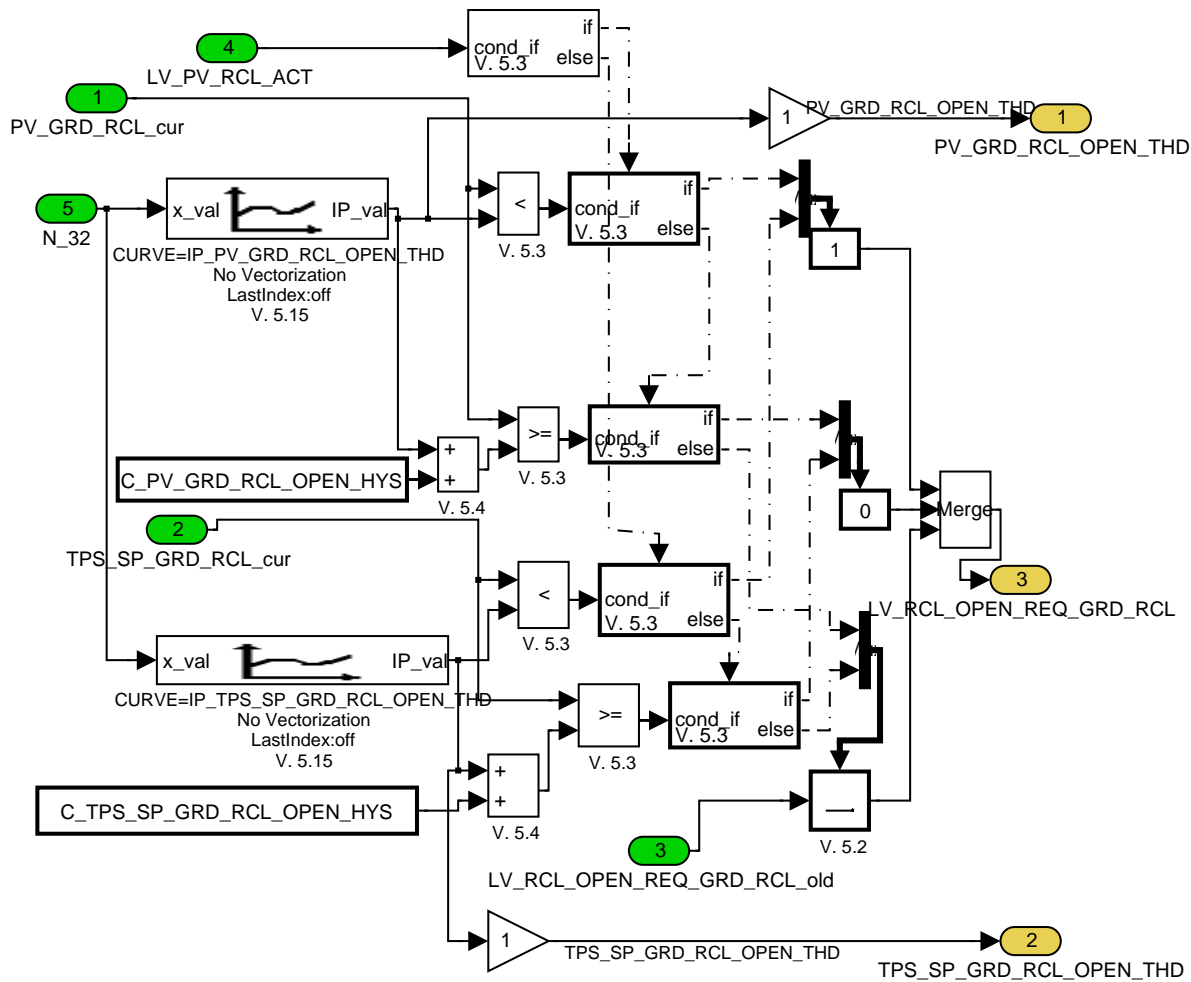 if
4
cond_if
V. 5.3
else
LV_PV_RCL_ACT
1
PV_GRD_RCL_cur
1
PV_GRD_RCL_OPEN_THD
1
PV_GRD_RCL_OPEN_THD
5
N_32
x_val
IP_val
CURVE=IP_PV_GRD_RCL_OPEN_THD
No Vectorization
LastIndex:off
V. 5.15
<
V. 5.3
if
cond_if
V. 5.3
else
1
>=
V. 5.3
if
cond_if
V. 5.3
else
C_PV_GRD_RCL_OPEN_HYS
+
+
V. 5.4
0
Merge
2
TPS_SP_GRD_RCL_cur
<
V. 5.3
if
cond_if
V. 5.3
else
3
LV_RCL_OPEN_REQ_GRD_RCL
x_val
IP_val
CURVE=IP_TPS_SP_GRD_RCL_OPEN_THD
No Vectorization
LastIndex:off
V. 5.15
>=
V. 5.3
if
cond_if
V. 5.3
else
C_TPS_SP_GRD_RCL_OPEN_HYS
+
+
V. 5.4
V. 5.2
3
LV_RCL_OPEN_REQ_GRD_RCL_old
1
TPS_SP_GRD_RCL_OPEN_THD
2
TPS_SP_GRD_RCL_OPEN_THD